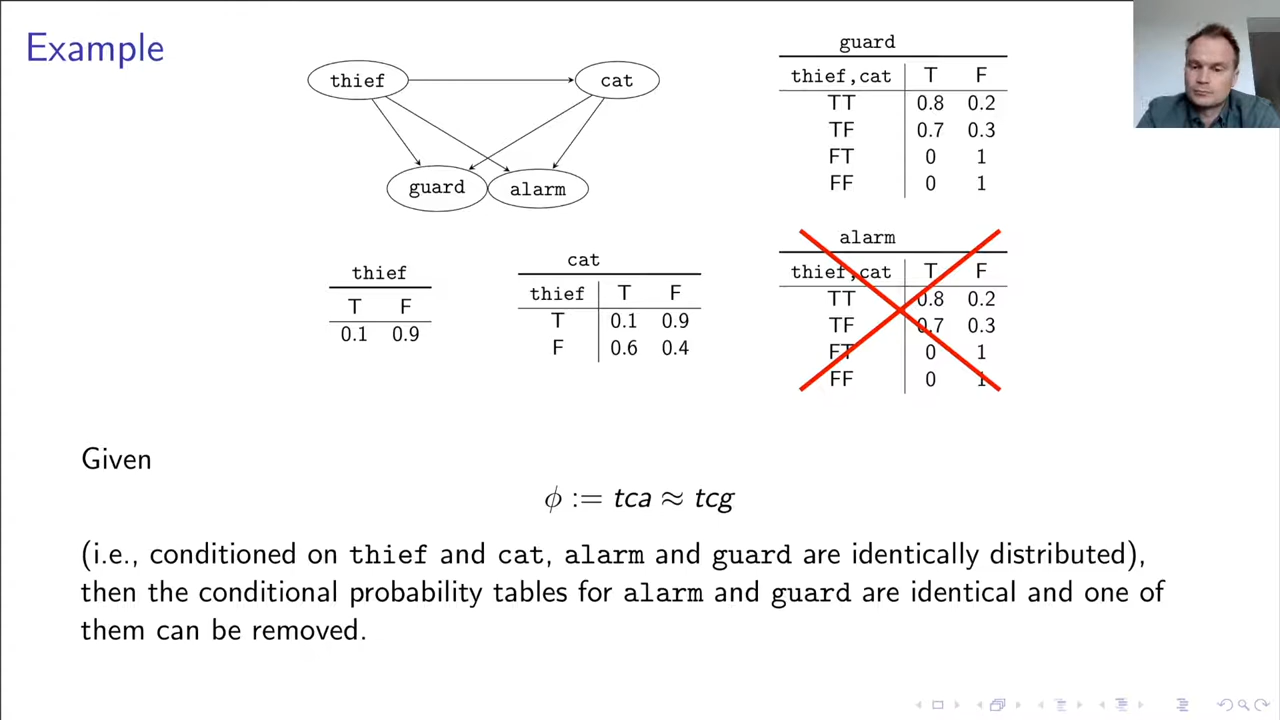 Example
thief
cat
guard
alarm
guard
thief,cat T F
TT 0.8 0.2
TF 0.7 0.3
FT 0 1
FF 0 1
alarm
thief,cat T F
TT 0.8 0.2
TF 0.7 0.3
FT 0 1
FF 0 1
thief
T F
0.1 0.9
cat
thief T F
T 0.1 0.9
F 0.6 0.4
Given
ϕ := tca ≈ tcg
(i.e., conditioned on thief and cat, alarm and guard are identically distributed),
then the conditional probability tables for alarm and guard are identical and one of
them can be removed.